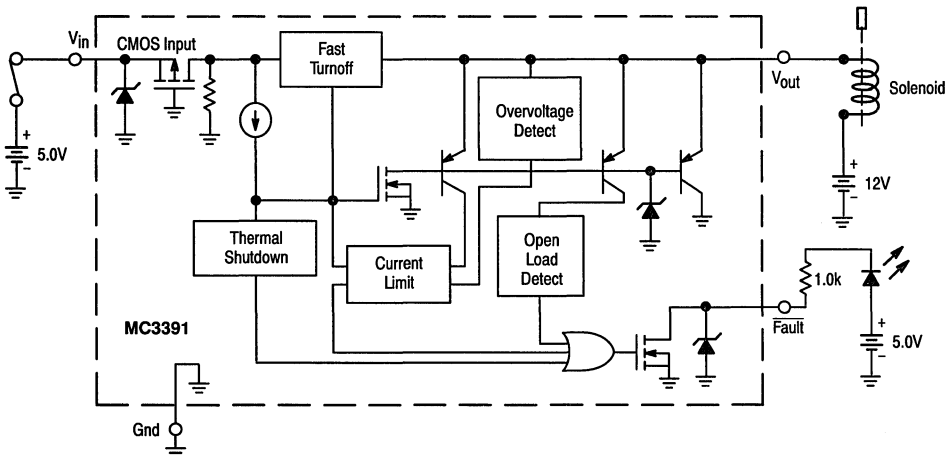 Vin
CMOS Input
Fast
Turnoff
Overvoltage
Detect
Vout
Solenoid
+
5.0V
−
+
12V
−
Thermal
Shutdown
Current
Limit
Open
Load
Detect
1.0k
MC3391
Fault
+
5.0V
−
Gnd